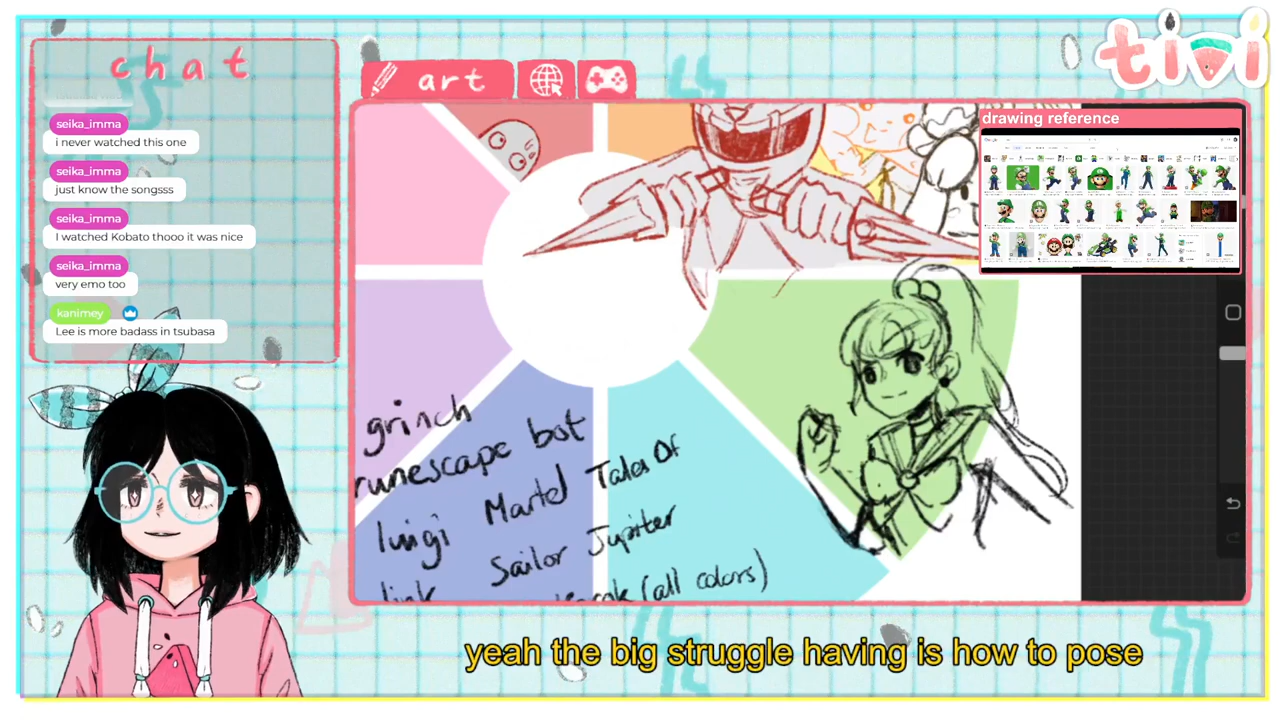 chat
art
tivi
drawing reference
seika_imma
i never watched this one
seika_imma
just know the songsss
seika_imma
I watched Kobato thooo it was nice
seika_imma
very emo too
kanimey
Lee is more badass in tsubasa
grinch
runescape bot
luigi
Martel Tales Of
link
Sailor Jupiter
(all colors)
yeah the big struggle having is how to pose